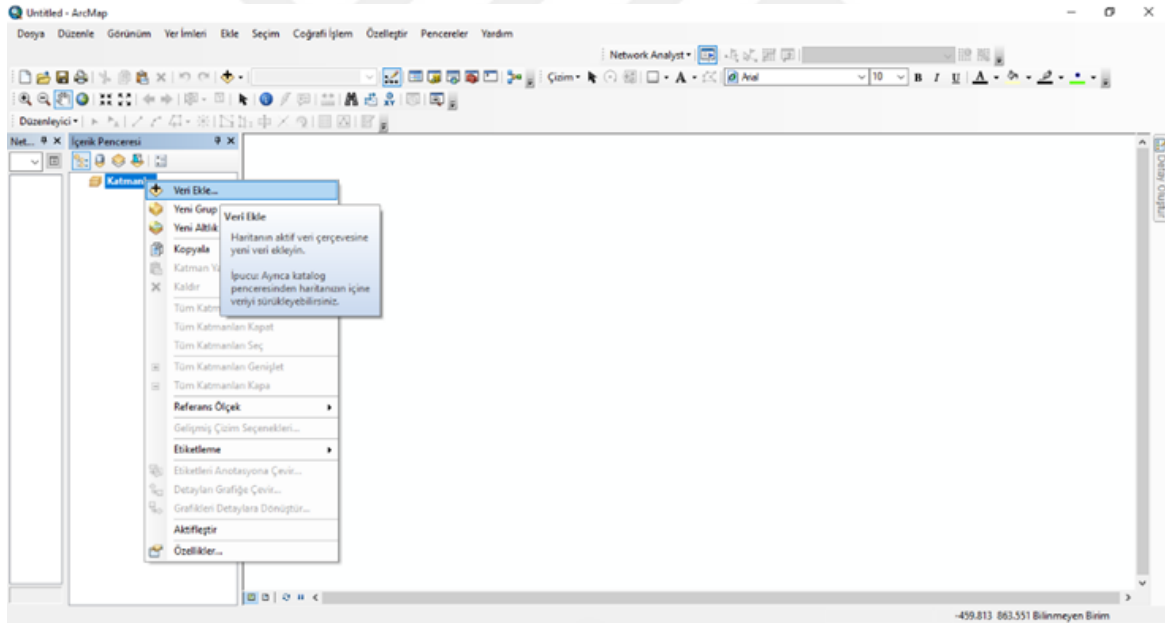 Untitled - ArcMap
Dosya Düzenle Görünüm Yer İmleri Ekle Seçim Coğrafi İşlem Özelleştir Pencereler Yardım
Network Analyst
Çizim A Arial 10 B I U A
Düzenleyici
Net... İçerik Penceresi
Katmanla
Veri Ekle...
Yeni Grup
Veri Ekle
Yeni Altlık
Haritanın aktif veri çerçevesine
yeni veri ekleyin.
Kopyala
Katman Ya
İpucu: Ayrıca katalog
penceresinden haritanızın içine
veriyi sürükleyebilirsiniz.
Kaldır
Tüm Katm
Tüm Katmanları Kapat
Tüm Katmanları Seç
Tüm Katmanları Genişlet
Tüm Katmanları Kapa
Referans Ölçek
Gelişmiş Çizim Seçenekleri...
Etiketleme
Etiketleri Anotasyona Çevir...
Detayları Grafiğe Çevir...
Grafikleri Detaylara Dönüştür...
Aktifleştir
Özellikler...
Detay Oluştur
-459.813 863.551 Bilinmeyen Birim